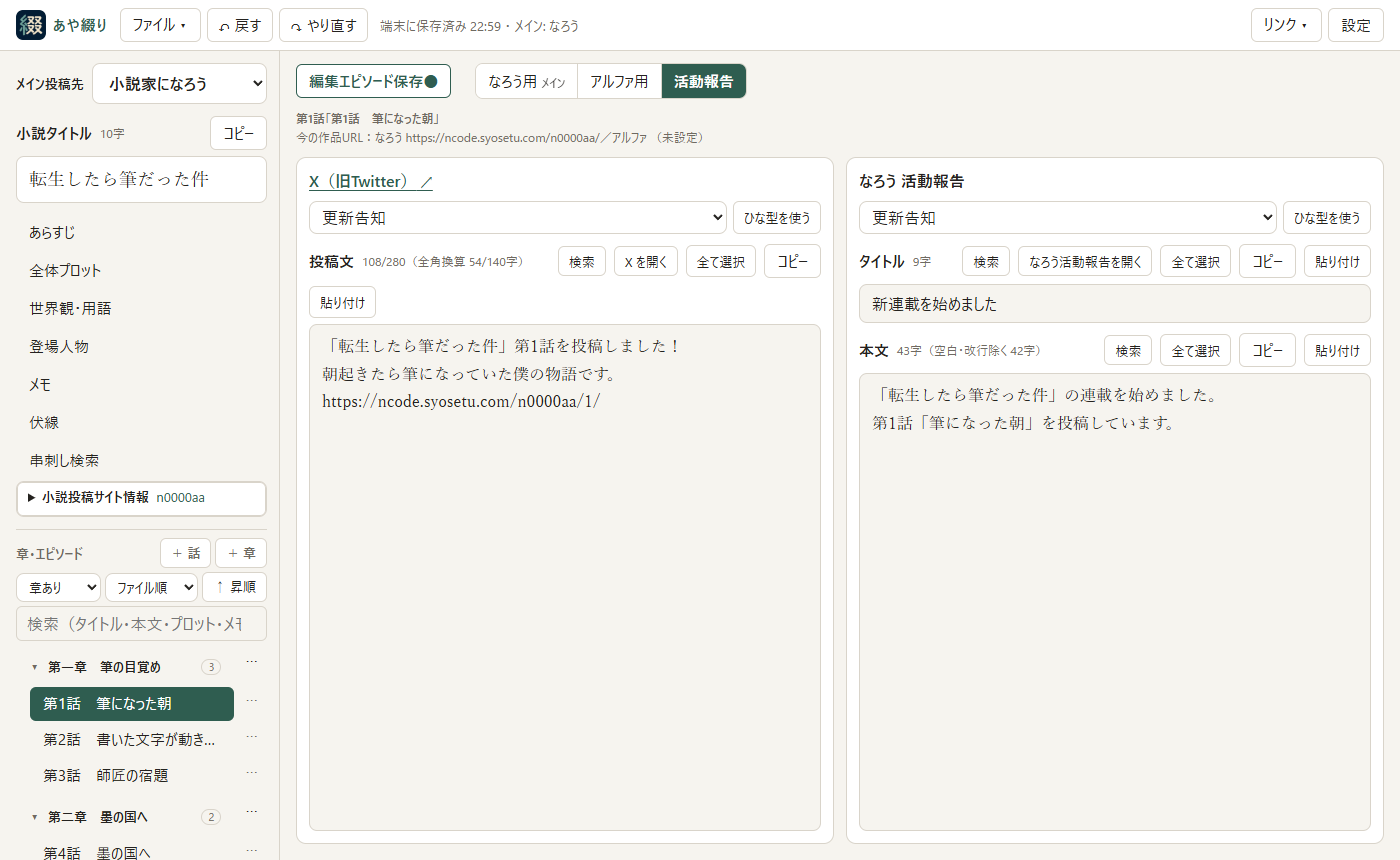 綴 あや綴り ファイル ▾ 戻す やり直す 端末に保存済み 22:59・メイン: なろう リンク ▾ 設定
メイン投稿先 小説家になろう
小説タイトル 10字 コピー
転生したら筆だった件
あらすじ
全体プロット
世界観・用語
登場人物
メモ
伏線
串刺し検索
▶ 小説投稿サイト情報 n0000aa
章・エピソード ＋ 話 ＋ 章
章あり ファイル順 ↑ 昇順
検索（タイトル・本文・プロット・メモ
▾ 第一章　筆の目覚め 3 …
第1話　筆になった朝 …
第2話　書いた文字が動き… …
第3話　師匠の宿題 …
▾ 第二章　墨の国へ 2 …
第4話　墨の国へ …
編集エピソード保存● なろう用 メイン アルファ用 活動報告
第1話「第1話　筆になった朝」
今の作品URL：なろう https://ncode.syosetu.com/n0000aa/／アルファ （未設定）
X（旧Twitter）
更新告知 ひな型を使う
投稿文 108/280（全角換算 54/140字） 検索 X を開く 全て選択 コピー
貼り付け
「転生したら筆だった件」第1話を投稿しました！
朝起きたら筆になっていた僕の物語です。
https://ncode.syosetu.com/n0000aa/1/
なろう 活動報告
更新告知 ひな型を使う
タイトル 9字 検索 なろう活動報告を開く 全て選択 コピー 貼り付け
新連載を始めました
本文 43字（空白・改行除く 42字） 検索 全て選択 コピー 貼り付け
「転生したら筆だった件」の連載を始めました。
第1話「筆になった朝」を投稿しています。